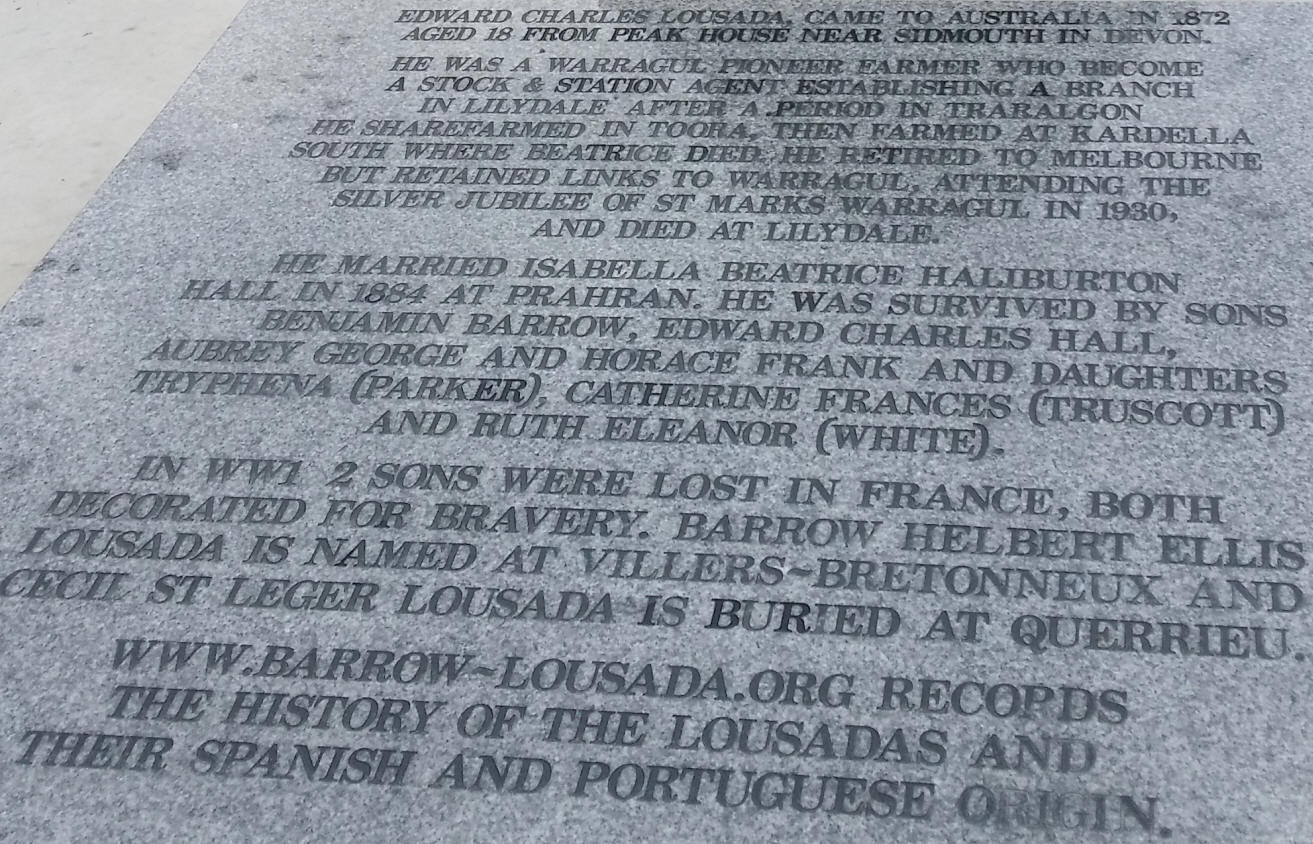 EDWARD CHARLES LOUSADA, CAME TO AUSTRALIA IN 1872
AGED 18 FROM PEAK HOUSE NEAR SIDMOUTH IN DEVON.
HE WAS A WARRAGUL PIONEER FARMER WHO BECOME
A STOCK & STATION AGENT ESTABLISHING A BRANCH
IN LILYDALE AFTER A PERIOD IN TRARALGON
HE SHAREFARMED IN TOORA, THEN FARMED AT KARDELLA
SOUTH WHERE BEATRICE DIED. HE RETIRED TO MELBOURNE
BUT RETAINED LINKS TO WARRAGUL, ATTENDING THE
SILVER JUBILEE OF ST MARKS WARRAGUL IN 1930,
AND DIED AT LILYDALE.
HE MARRIED ISABELLA BEATRICE HALIBURTON
HALL IN 1884 AT PRAHRAN. HE WAS SURVIVED BY SONS
BENJAMIN BARROW, EDWARD CHARLES HALL,
AUBREY GEORGE AND HORACE FRANK AND DAUGHTERS
TRYPHENA (PARKER), CATHERINE FRANCES (TRUSCOTT)
AND RUTH ELEANOR (WHITE).
IN WW1 2 SONS WERE LOST IN FRANCE, BOTH
DECORATED FOR BRAVERY. BARROW HELBERT ELLIS
LOUSADA IS NAMED AT VILLERS~BRETONNEUX AND
CECIL ST LEGER LOUSADA IS BURIED AT QUERRIEU.
WWW.BARROW~LOUSADA.ORG RECORDS
THE HISTORY OF THE LOUSADAS AND
THEIR SPANISH AND PORTUGUESE ORIGIN.